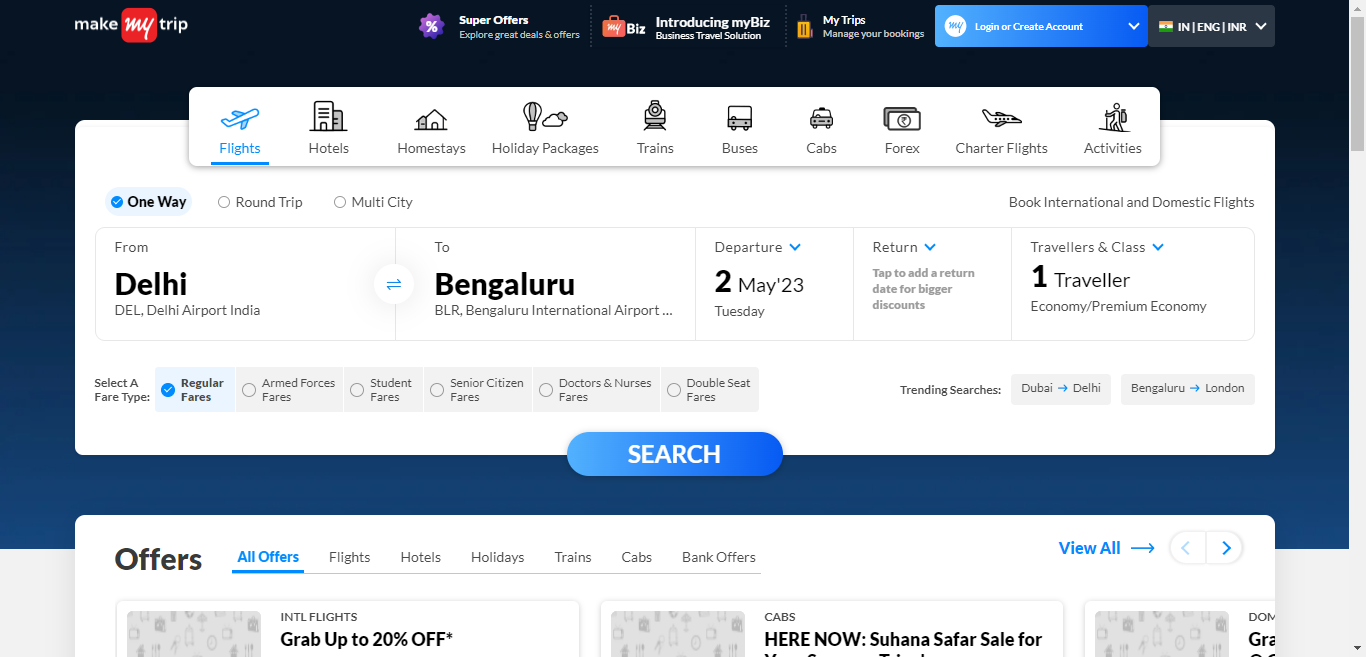 make my trip
%
Super Offers
Explore great deals & offers
my Biz
Introducing myBiz
Business Travel Solution
My Trips
Manage your bookings
my
Login or Create Account
IN | ENG | INR
Flights
Hotels
Homestays
Holiday Packages
Trains
Buses
Cabs
Forex
Charter Flights
Activities
One Way
Round Trip
Multi City
Book International and Domestic Flights
From
Delhi
DEL, Delhi Airport India
To
Bengaluru
BLR, Bengaluru International Airport ...
Departure
2 May'23
Tuesday
Return
Tap to add a return
date for bigger
discounts
Travellers & Class
1 Traveller
Economy/Premium Economy
Select A
Fare Type:
Regular
Fares
Armed Forces
Fares
Student
Fares
Senior Citizen
Fares
Doctors & Nurses
Fares
Double Seat
Fares
Trending Searches:
Dubai → Delhi
Bengaluru → London
SEARCH
Offers
All Offers
Flights
Hotels
Holidays
Trains
Cabs
Bank Offers
View All
INTL FLIGHTS
Grab Up to 20% OFF*
CABS
HERE NOW: Suhana Safar Sale for
DOM
Gra